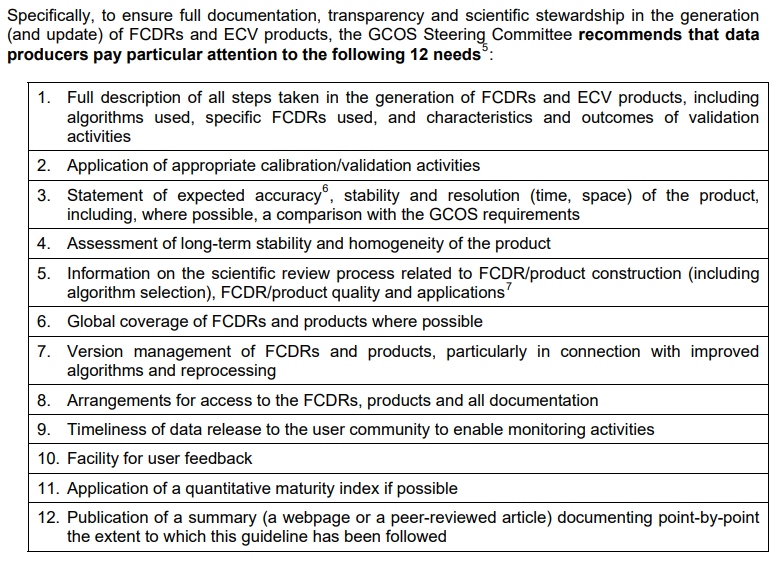 Specifically, to ensure full documentation, transparency and scientific stewardship in the generation
(and update) of FCDRs and ECV products, the GCOS Steering Committee recommends that data
producers pay particular attention to the following 12 needs⁵:
1. Full description of all steps taken in the generation of FCDRs and ECV products, including
algorithms used, specific FCDRs used, and characteristics and outcomes of validation
activities
2. Application of appropriate calibration/validation activities
3. Statement of expected accuracy⁶, stability and resolution (time, space) of the product,
including, where possible, a comparison with the GCOS requirements
4. Assessment of long-term stability and homogeneity of the product
5. Information on the scientific review process related to FCDR/product construction (including
algorithm selection), FCDR/product quality and applications⁷
6. Global coverage of FCDRs and products where possible
7. Version management of FCDRs and products, particularly in connection with improved
algorithms and reprocessing
8. Arrangements for access to the FCDRs, products and all documentation
9. Timeliness of data release to the user community to enable monitoring activities
10. Facility for user feedback
11. Application of a quantitative maturity index if possible
12. Publication of a summary (a webpage or a peer-reviewed article) documenting point-by-point
the extent to which this guideline has been followed